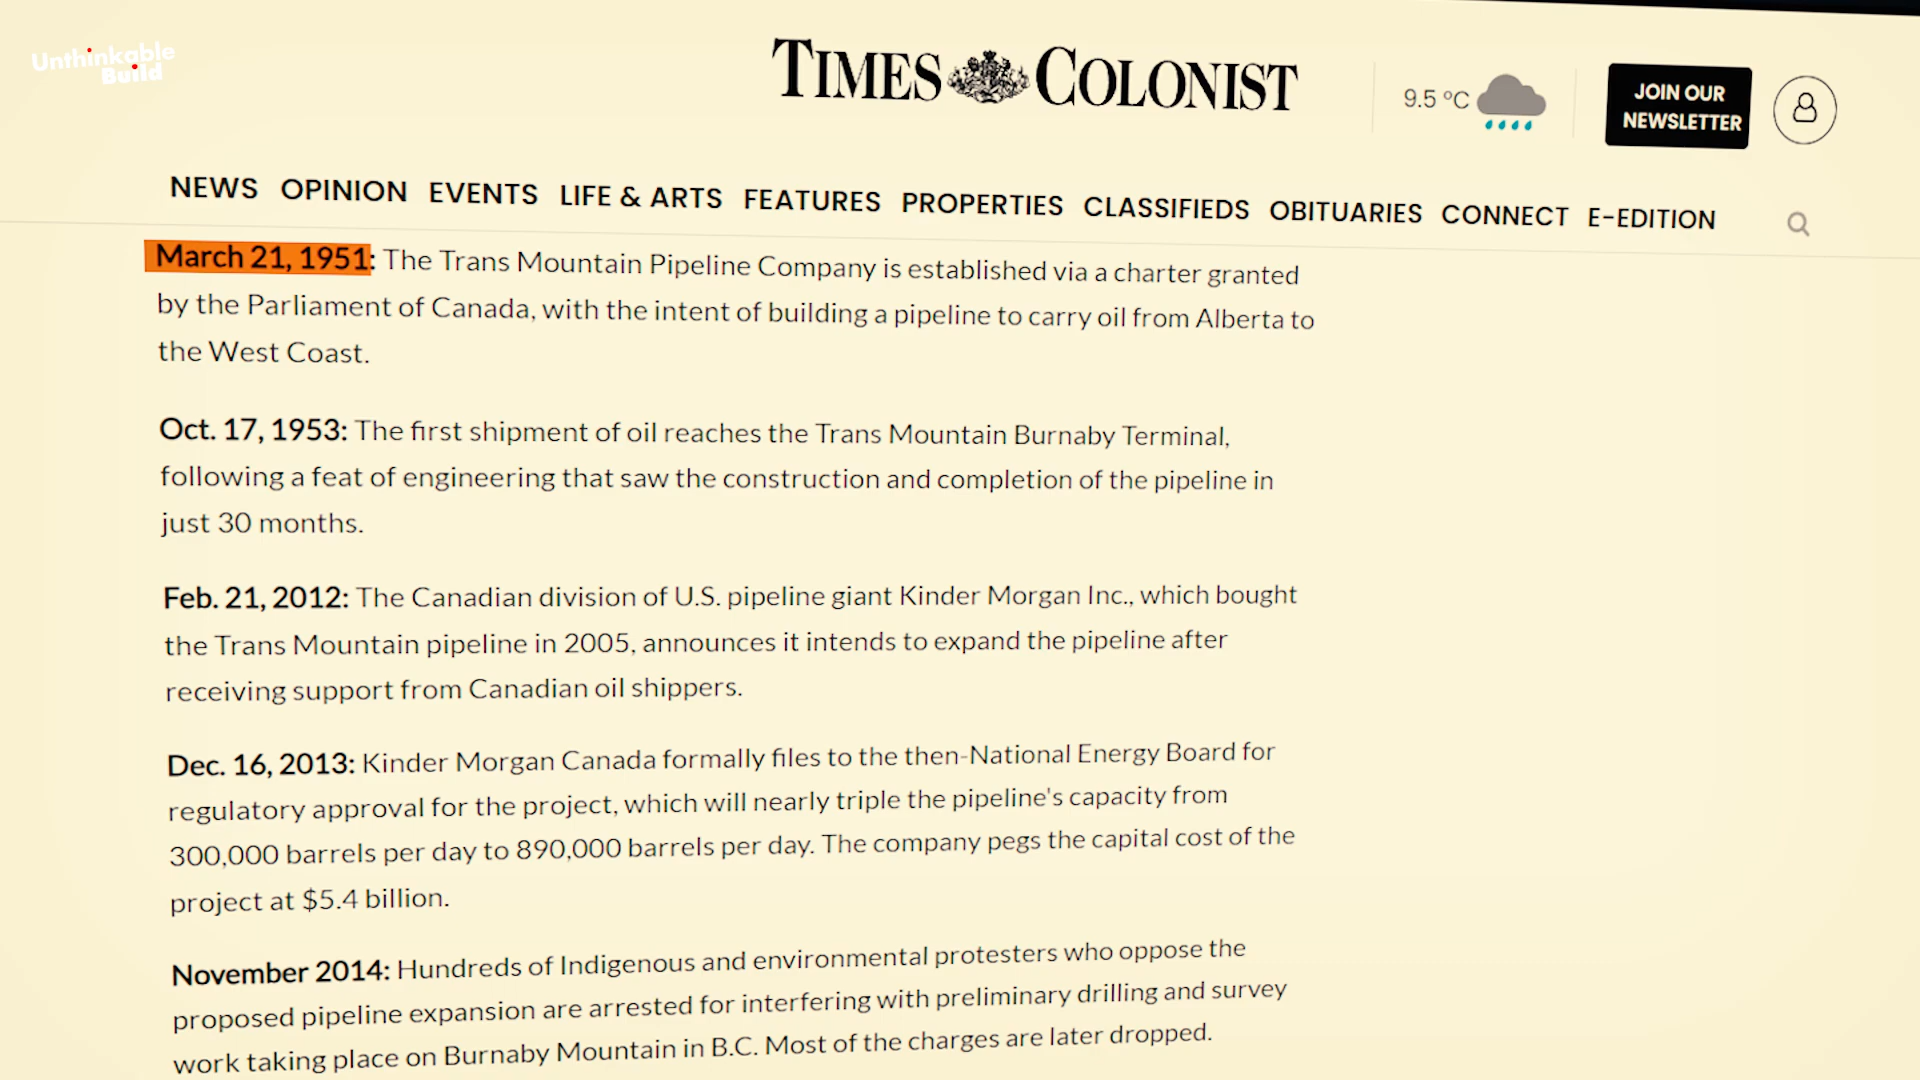 Unthinkable
Build
TIMES COLONIST
9.5 °C
JOIN OUR
NEWSLETTER
NEWS OPINION EVENTS LIFE & ARTS FEATURES PROPERTIES CLASSIFIEDS OBITUARIES CONNECT E-EDITION
March 21, 1951: The Trans Mountain Pipeline Company is established via a charter granted
by the Parliament of Canada, with the intent of building a pipeline to carry oil from Alberta to
the West Coast.
Oct. 17, 1953: The first shipment of oil reaches the Trans Mountain Burnaby Terminal,
following a feat of engineering that saw the construction and completion of the pipeline in
just 30 months.
Feb. 21, 2012: The Canadian division of U.S. pipeline giant Kinder Morgan Inc., which bought
the Trans Mountain pipeline in 2005, announces it intends to expand the pipeline after
receiving support from Canadian oil shippers.
Dec. 16, 2013: Kinder Morgan Canada formally files to the then-National Energy Board for
regulatory approval for the project, which will nearly triple the pipeline's capacity from
300,000 barrels per day to 890,000 barrels per day. The company pegs the capital cost of the
project at $5.4 billion.
November 2014: Hundreds of Indigenous and environmental protesters who oppose the
proposed pipeline expansion are arrested for interfering with preliminary drilling and survey
work taking place on Burnaby Mountain in B.C. Most of the charges are later dropped.